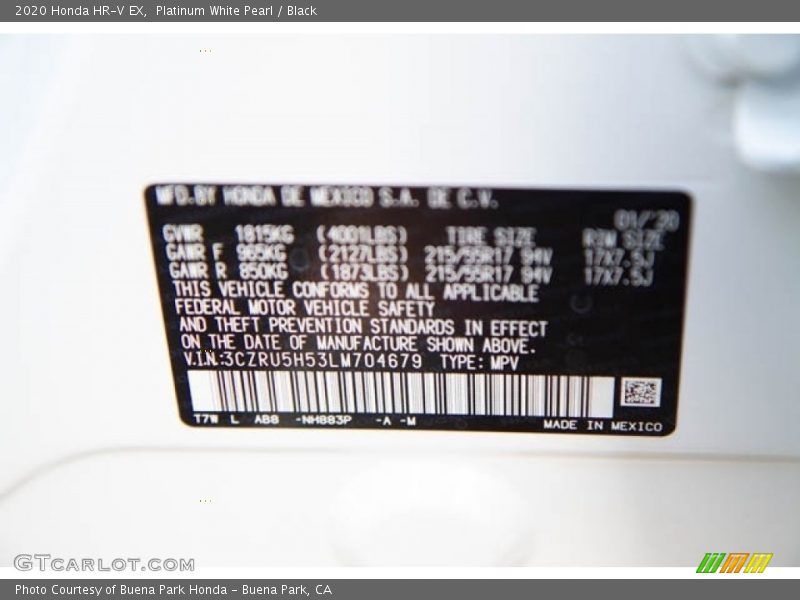 2020 Honda HR-V EX, Platinum White Pearl / Black
MFD.BY HONDA DE MEXICO S.A. DE C.V.
01/'20
GVWR 1815KG (4001LBS) TIRE SIZE RIM SIZE
GAWR F 965KG (2127LBS) 215/55R17 94V 17X7.5J
GAWR R 850KG (1873LBS) 215/55R17 94V 17X7.5J
THIS VEHICLE CONFORMS TO ALL APPLICABLE
FEDERAL MOTOR VEHICLE SAFETY
AND THEFT PREVENTION STANDARDS IN EFFECT
ON THE DATE OF MANUFACTURE SHOWN ABOVE.
V.I.N:3CZRU5H53LM704679 TYPE: MPV
T7W L AB8 -NH883P -A -M MADE IN MEXICO
GTCARLOT.COM
Photo Courtesy of Buena Park Honda - Buena Park, CA